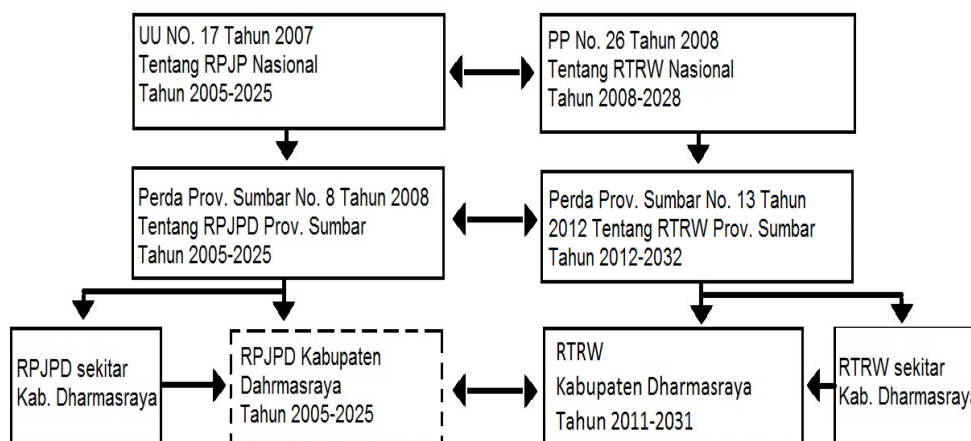 UU NO. 17 Tahun 2007
Tentang RPJP Nasional
Tahun 2005-2025
PP No. 26 Tahun 2008
Tentang RTRW Nasional
Tahun 2008-2028
Perda Prov. Sumbar No. 8 Tahun 2008
Tentang RPJPD Prov. Sumbar
Tahun 2005-2025
Perda Prov. Sumbar No. 13 Tahun
2012 Tentang RTRW Prov. Sumbar
Tahun 2012-2032
RPJPD sekitar
Kab. Dharmasraya
RPJPD Kabupaten
Dahrmasraya
Tahun 2005-2025
RTRW
Kabupaten Dharmasraya
Tahun 2011-2031
RTRW sekitar
Kab. Dharmasraya